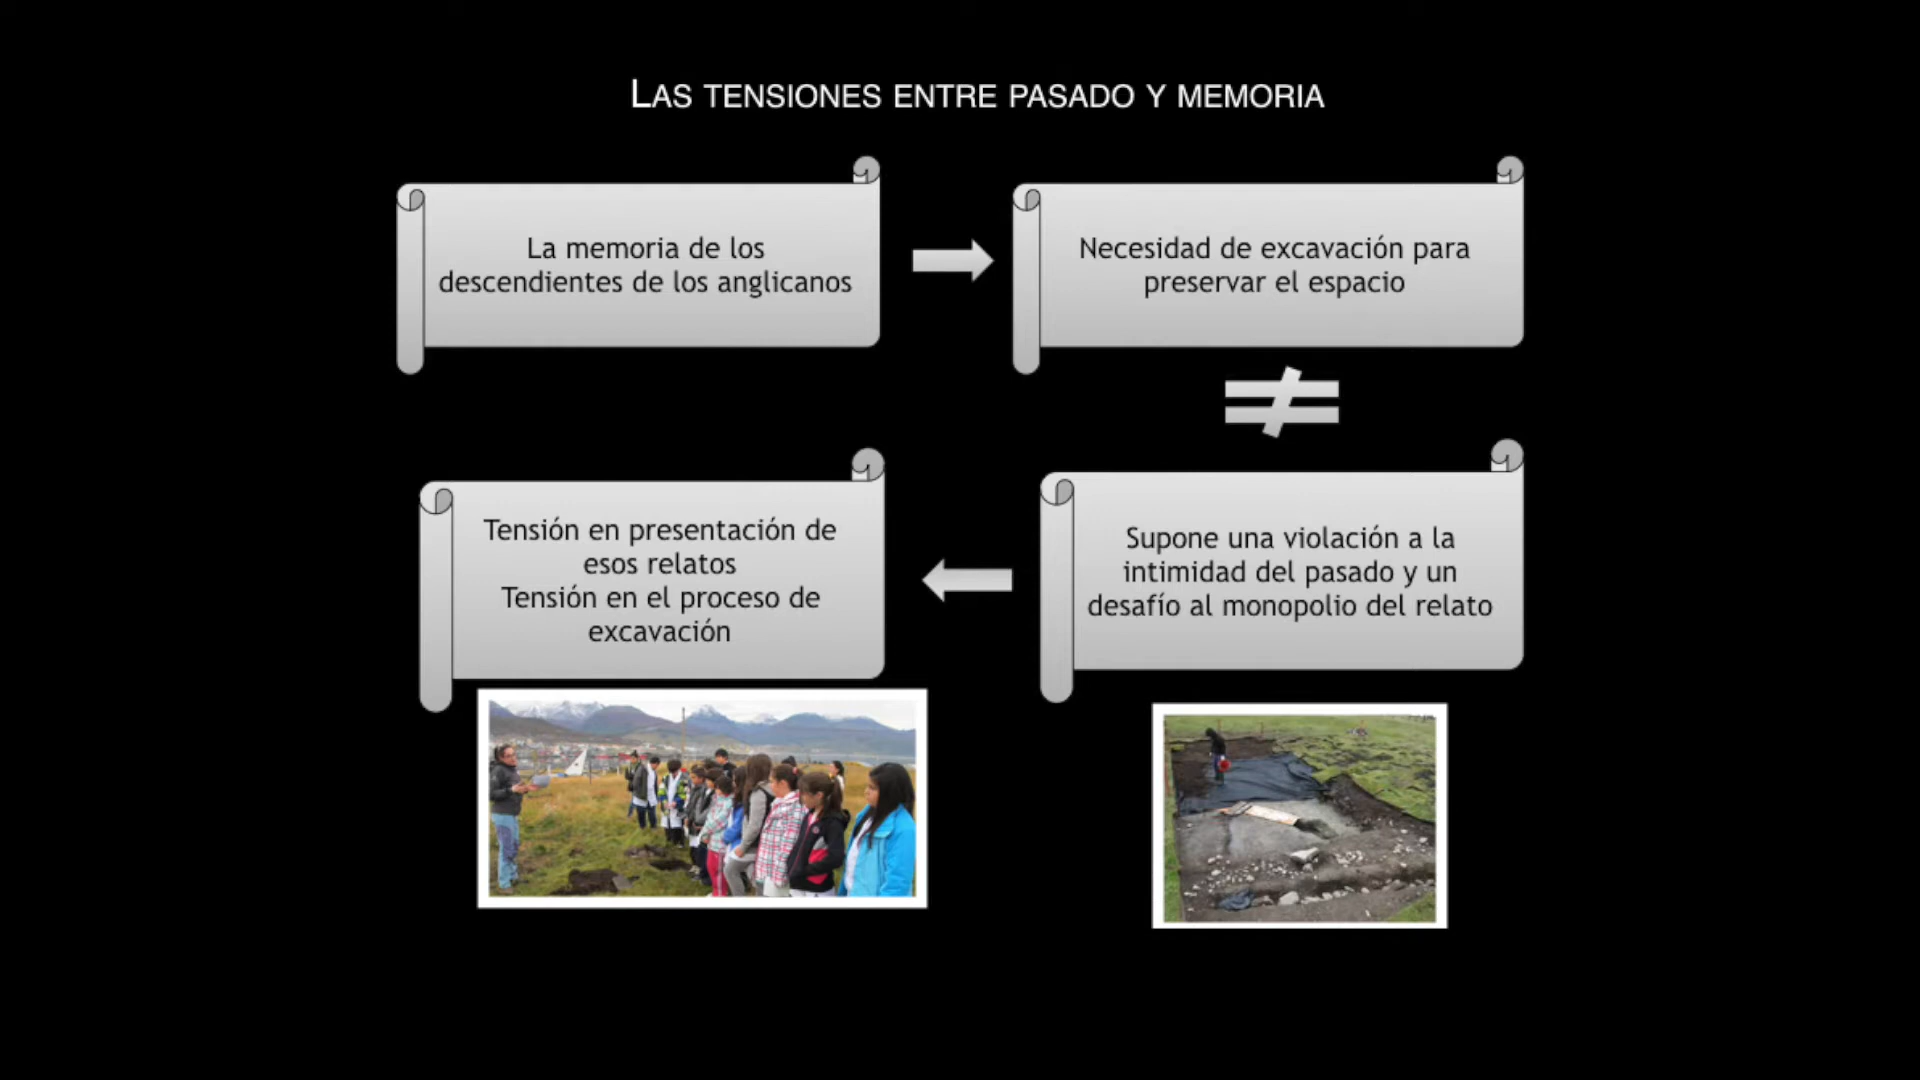 LAS TENSIONES ENTRE PASADO Y MEMORIA
La memoria de los
descendientes de los anglicanos
Necesidad de excavación para
preservar el espacio
Supone una violación a la
intimidad del pasado y un
desafío al monopolio del relato
Tensión en presentación de
esos relatos
Tensión en el proceso de
excavación